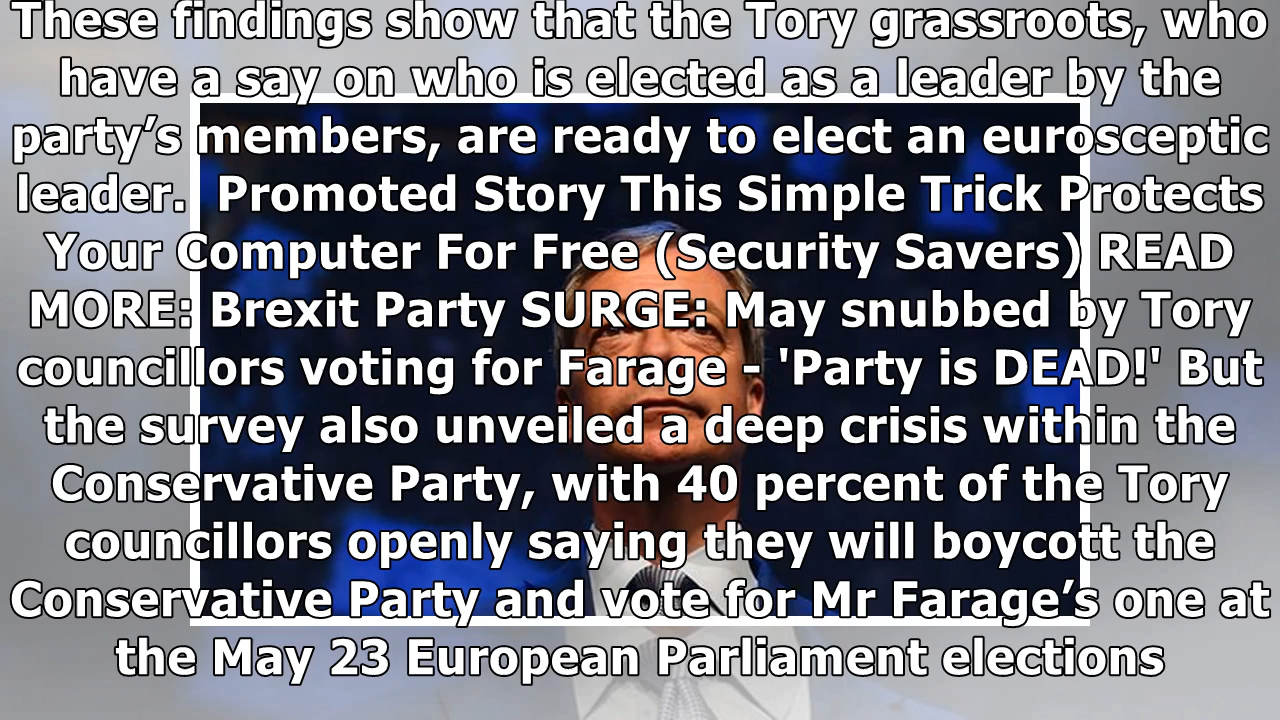 These findings show that the Tory grassroots, who
have a say on who is elected as a leader by the
party’s members, are ready to elect an eurosceptic
leader.  Promoted Story This Simple Trick Protects
Your Computer For Free (Security Savers) READ
MORE: Brexit Party SURGE: May snubbed by Tory
councillors voting for Farage - 'Party is DEAD!' But
the survey also unveiled a deep crisis within the
Conservative Party, with 40 percent of the Tory
councillors openly saying they will boycott the
Conservative Party and vote for Mr Farage’s one at
the May 23 European Parliament elections